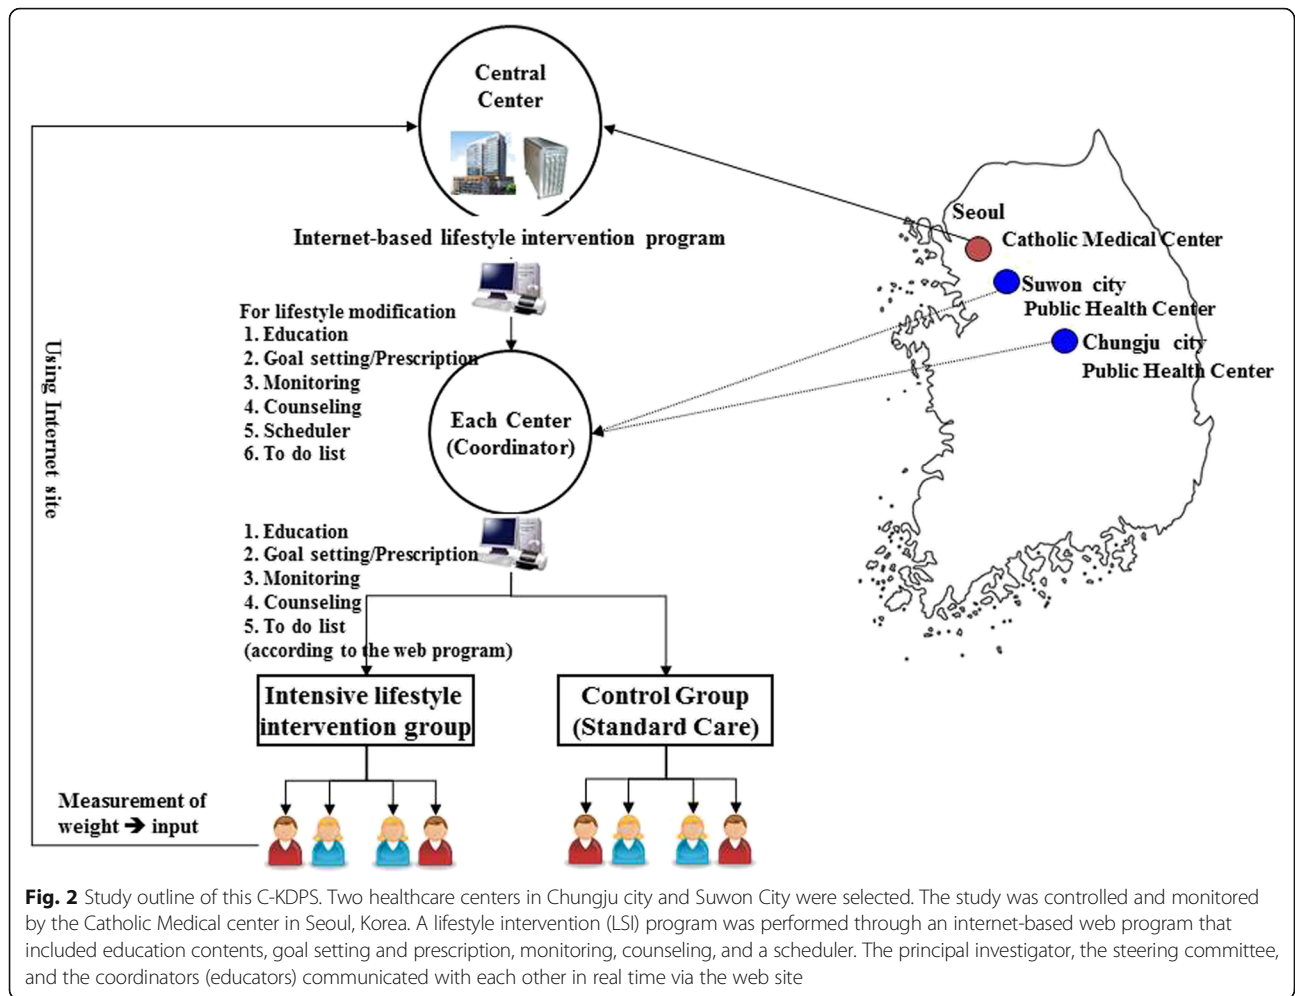 Central
Center
Internet-based lifestyle intervention program
For lifestyle modification
1. Education
2. Goal setting/Prescription
3. Monitoring
4. Counseling
5. Scheduler
6. To do list
Each Center
(Coordinator)
1. Education
2. Goal setting/Prescription
3. Monitoring
4. Counseling
5. To do list
(according to the web program)
Intensive lifestyle
intervention group
Control Group
(Standard Care)
Measurement of
weight ➔ input
Using Internet site
Seoul
Catholic Medical Center
Suwon city
Public Health Center
Chungju city
Public Health Center
Fig. 2 Study outline of this C-KDPS. Two healthcare centers in Chungju city and Suwon City were selected. The study was controlled and monitored
by the Catholic Medical center in Seoul, Korea. A lifestyle intervention (LSI) program was performed through an internet-based web program that
included education contents, goal setting and prescription, monitoring, counseling, and a scheduler. The principal investigator, the steering committee,
and the coordinators (educators) communicated with each other in real time via the web site